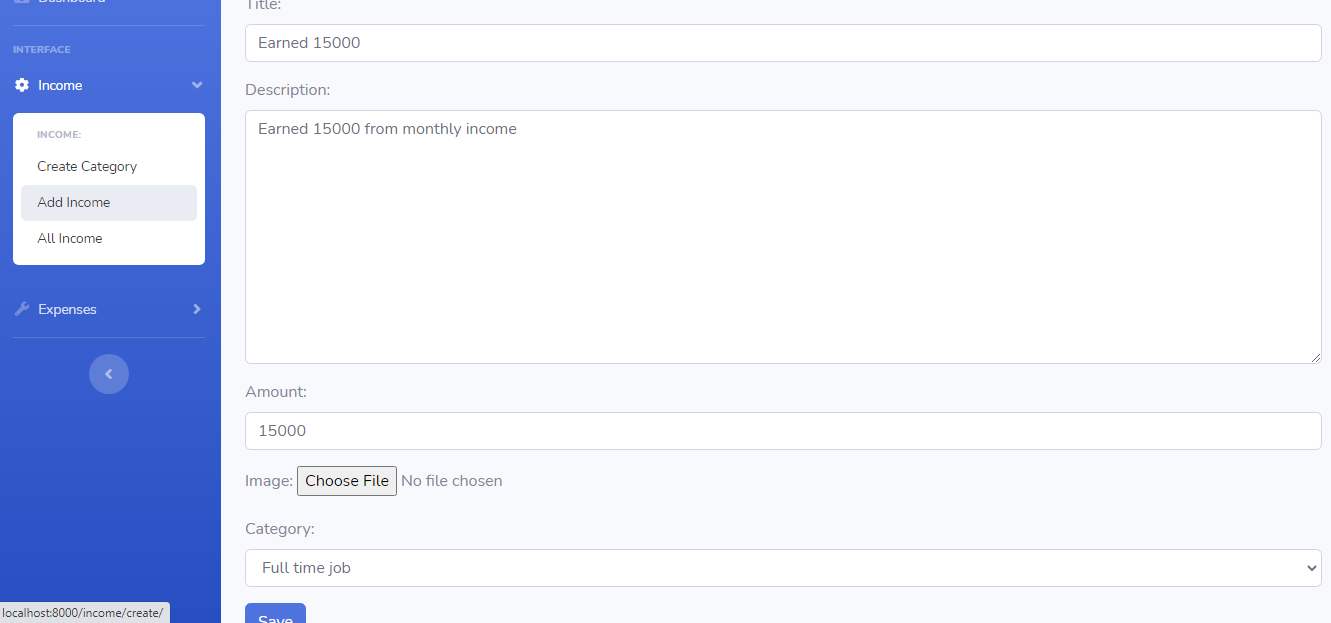 Dashboard
INTERFACE
Income
INCOME:
Create Category
Add Income
All Income
Expenses
localhost:8000/income/create/
Title:
Earned 15000
Description:
Earned 15000 from monthly income
Amount:
15000
Image: Choose File No file chosen
Category:
Full time job
Save